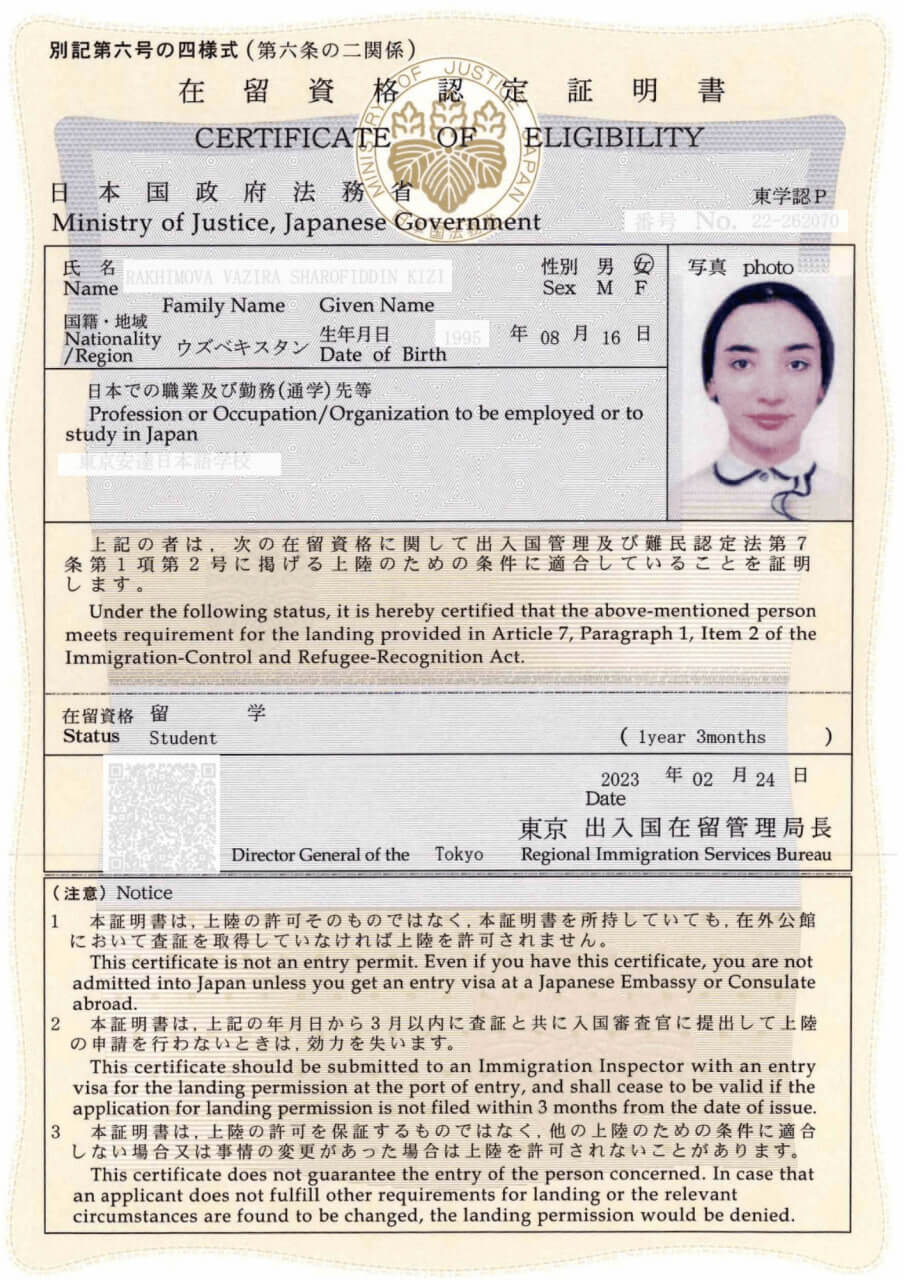 別記第六号の四様式(第六条の二関係)
在留資格認定証明書
CERTIFICATE OF ELIGIBILITY
MINISTRY OF JUSTICE JAPAN
日本国政府法務省
東学認P
Ministry of Justice, Japanese Government
番号 No. 22-262070
氏名 RAKHIMOVA VAZIRA SHAROFIDDIN KIZI
性別 男 女
Name
Sex M F
写真 photo
Family Name Given Name
国籍・地域 生年月日
Nationality ウズベキスタン 1995 年 08 月 16 日
/Region Date of Birth
日本での職業及び勤務(通学)先等
Profession or Occupation/Organization to be employed or to
study in Japan
東京安達日本語学校
上記の者は, 次の在留資格に関して出入国管理及び難民認定法第7
条第1項第2号に掲げる上陸のための条件に適合していることを証明
します。
Under the following status, it is hereby certified that the above-mentioned person
meets requirement for the landing provided in Article 7, Paragraph 1, Item 2 of the
Immigration-Control and Refugee-Recognition Act.
在留資格 留学
Status Student ( 1year 3months )
2023 年 02 月 24 日
Date
東京 出入国在留管理局長
Director General of the Tokyo Regional Immigration Services Bureau
(注意) Notice
1 本証明書は, 上陸の許可そのものではなく, 本証明書を所持していても, 在外公館
において査証を取得していなければ上陸を許可されません。
This certificate is not an entry permit. Even if you have this certificate, you are not
admitted into Japan unless you get an entry visa at a Japanese Embassy or Consulate
abroad.
2 本証明書は, 上記の年月日から3月以内に査証と共に入国審査官に提出して上陸
の申請を行わないときは, 効力を失います。
This certificate should be submitted to an Immigration Inspector with an entry
visa for the landing permission at the port of entry, and shall cease to be valid if the
application for landing permission is not filed within 3 months from the date of issue.
3 本証明書は, 上陸の許可を保証するものではなく, 他の上陸のための条件に適合
しない場合又は事情の変更があった場合は上陸を許可されないことがあります。
This certificate does not guarantee the entry of the person concerned. In case that
an applicant does not fulfill other requirements for landing or the relevant
circumstances are found to be changed, the landing permission would be denied.